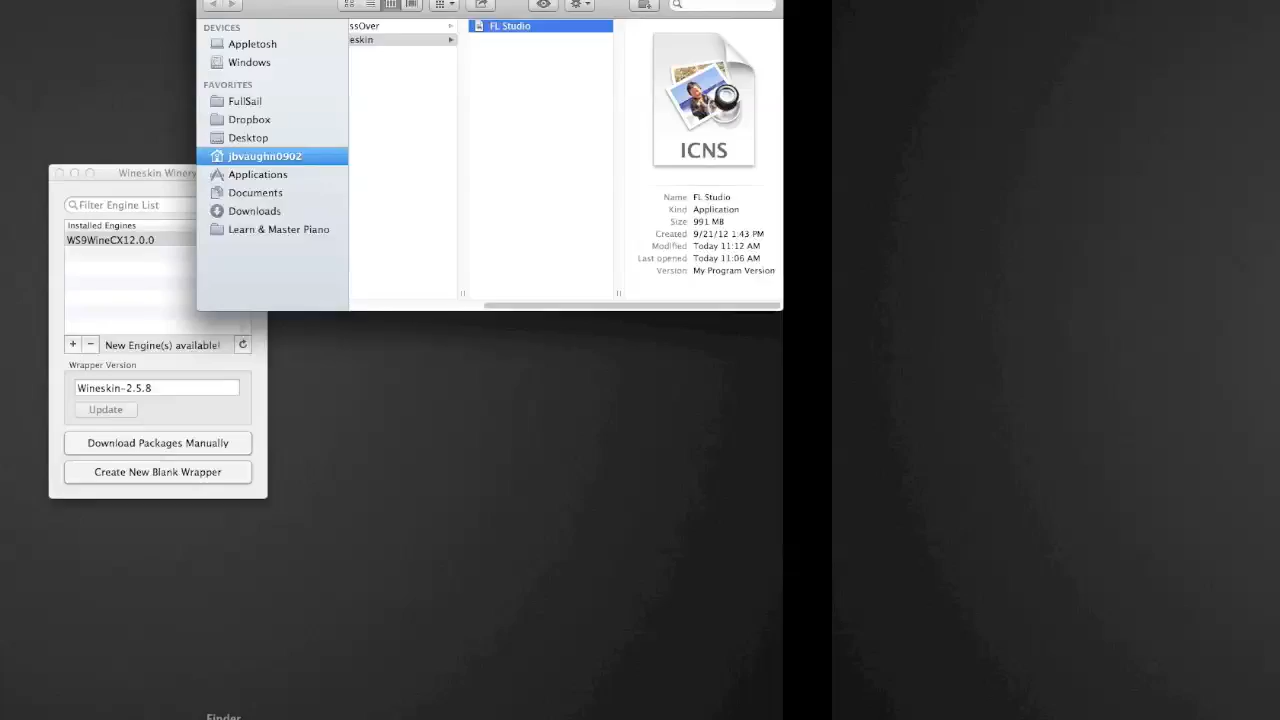 DEVICES
Appletosh
Windows
FAVORITES
FullSail
Dropbox
Desktop
jbvaughn0902
Applications
Documents
Downloads
Learn & Master Piano
ssOver
eskin
FL Studio
ICNS
Name FL Studio
Kind Application
Size 991 MB
Created 9/21/12 1:43 PM
Modified Today 11:12 AM
Last opened Today 11:06 AM
Version My Program Version
Wineskin Winery
Filter Engine List
Installed Engines
WS9WineCX12.0.0
New Engine(s) available!
Wrapper Version
Wineskin-2.5.8
Update
Download Packages Manually
Create New Blank Wrapper
Finder